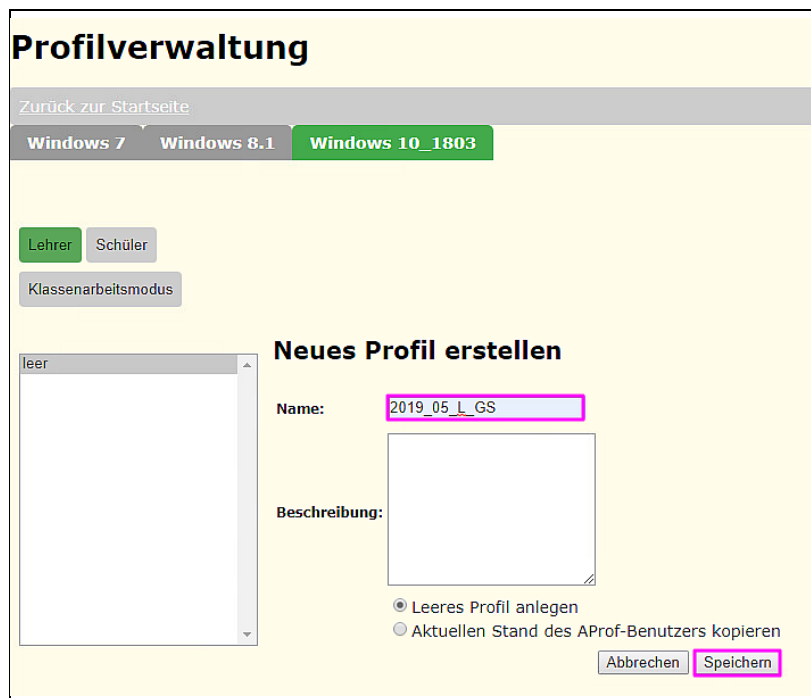 Profilverwaltung
Zurück zur Startseite
Windows 7 Windows 8.1 Windows 10_1803
Lehrer Schüler
Klassenarbeitsmodus
leer
Neues Profil erstellen
Name: 2019_05_L_GS
Beschreibung:
Leeres Profil anlegen
Aktuellen Stand des AProf-Benutzers kopieren
Abbrechen Speichern